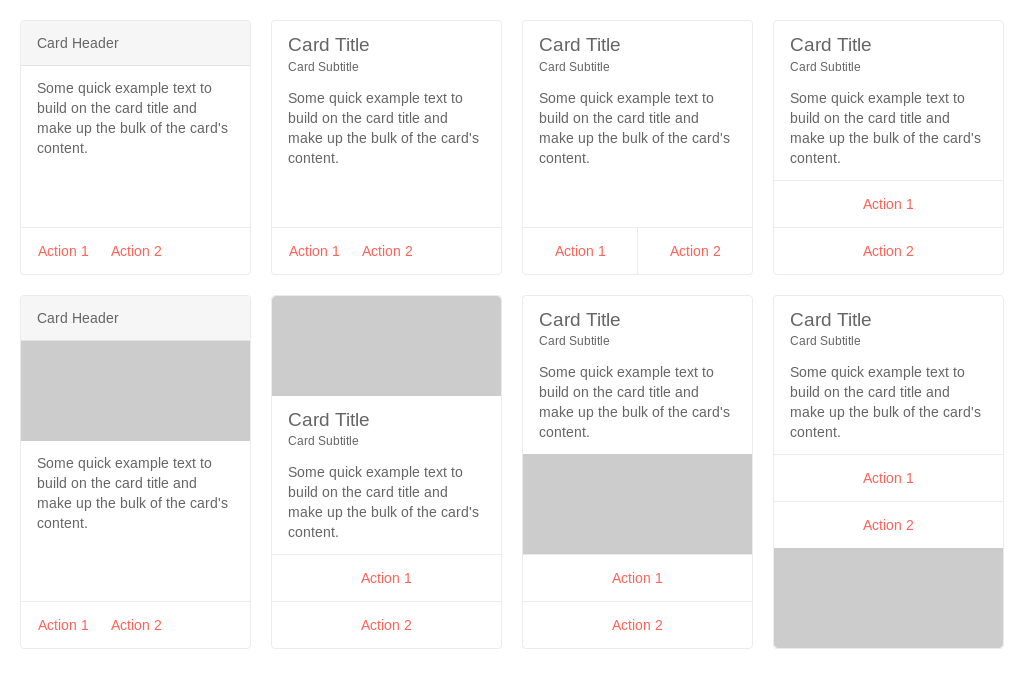 Card Header
Some quick example text to
build on the card title and
make up the bulk of the card's
content.
Action 1 Action 2
Card Title
Card Subtitle
Some quick example text to
build on the card title and
make up the bulk of the card's
content.
Action 1 Action 2
Card Title
Card Subtitle
Some quick example text to
build on the card title and
make up the bulk of the card's
content.
Action 1 Action 2
Card Title
Card Subtitle
Some quick example text to
build on the card title and
make up the bulk of the card's
content.
Action 1
Action 2
Card Header
Some quick example text to
build on the card title and
make up the bulk of the card's
content.
Action 1 Action 2
Card Title
Card Subtitle
Some quick example text to
build on the card title and
make up the bulk of the card's
content.
Action 1
Action 2
Card Title
Card Subtitle
Some quick example text to
build on the card title and
make up the bulk of the card's
content.
Action 1
Action 2
Card Title
Card Subtitle
Some quick example text to
build on the card title and
make up the bulk of the card's
content.
Action 1
Action 2